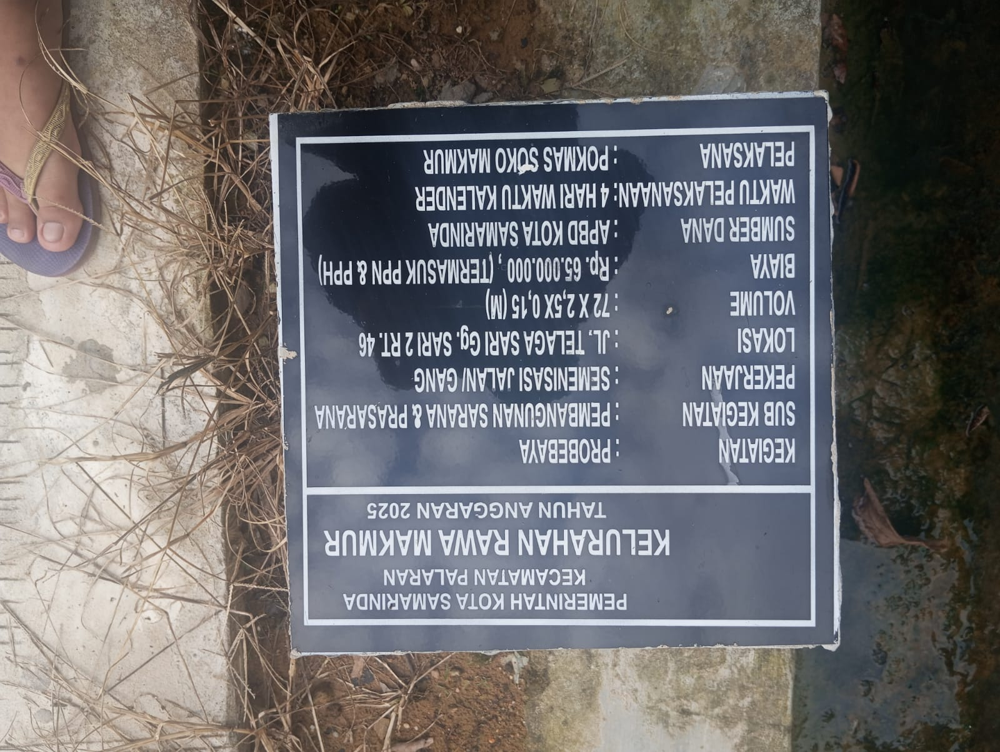 PEMERINTAH KOTA SAMARINDA
KECAMATAN PALARAN
KELURAHAN RAWA MAKMUR
TAHUN ANGGARAN 2025
KEGIATAN : PROBEBAYA
SUB KEGIATAN : PEMBANGUNAN SARANA & PRASARANA
PEKERJAAN : SEMENISASI JALAN/ GANG
LOKASI : JL. TELAGA SARI Gg. SARI 2 RT. 46
VOLUME : 72 X 2,5X 0,15 (M)
BIAYA : Rp. 65.000.000 , (TERMASUK PPN & PPH)
SUMBER DANA : APBD KOTA SAMARINDA
WAKTU PELAKSANAAN: 4 HARI WAKTU KALENDER
PELAKSANA : POKMAS SOKO MAKMUR